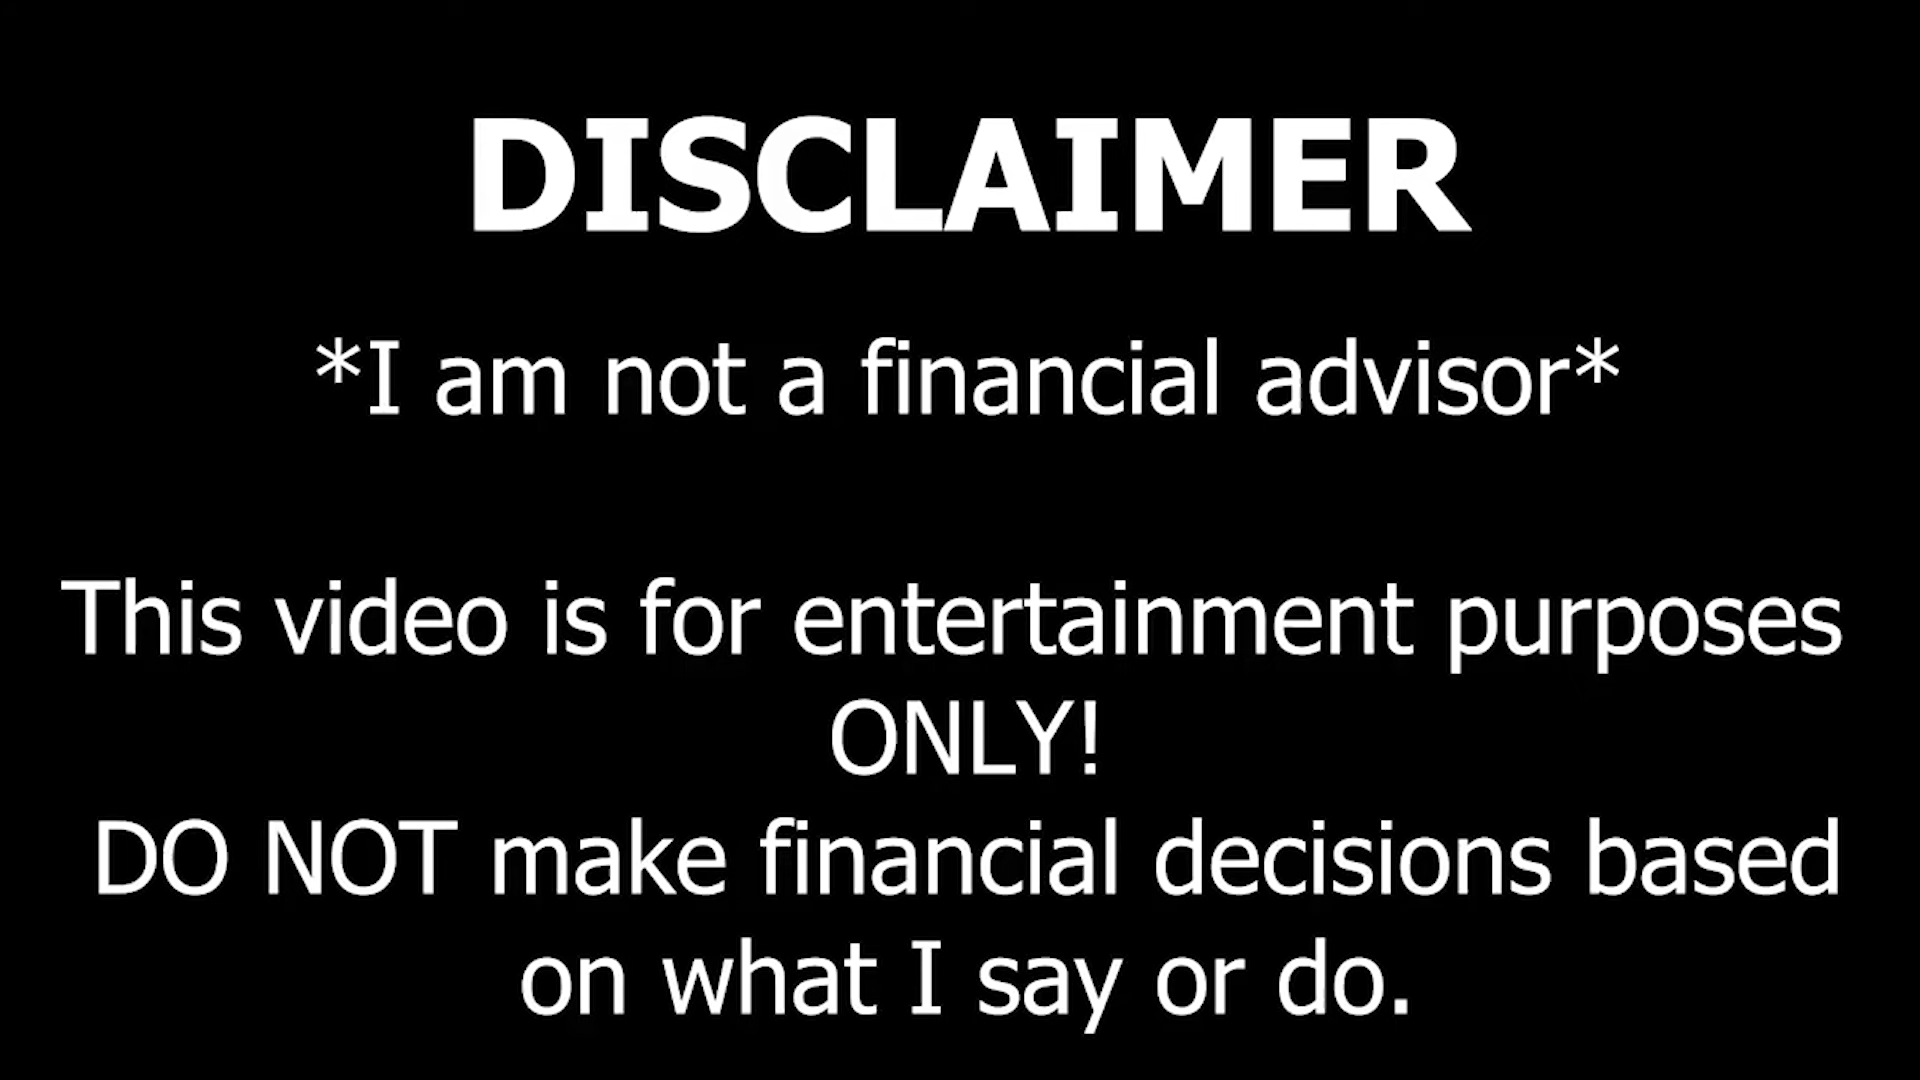 DISCLAIMER
*I am not a financial advisor*
This video is for entertainment purposes
ONLY!
DO NOT make financial decisions based
on what I say or do.